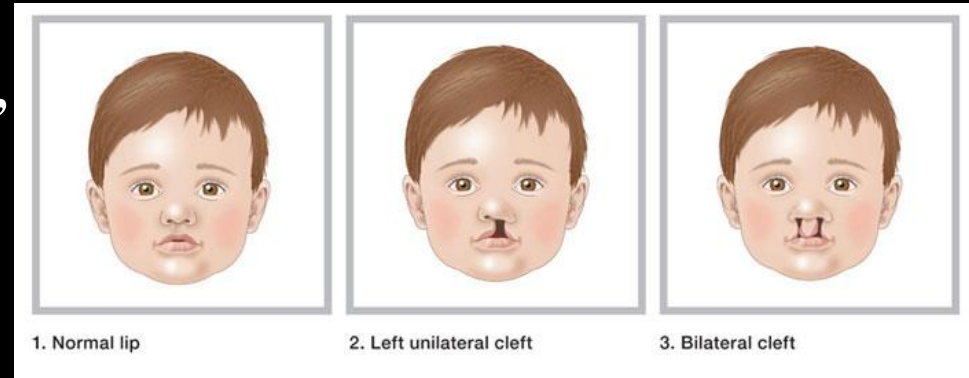 ,
1. Normal lip
2. Left unilateral cleft
3. Bilateral cleft